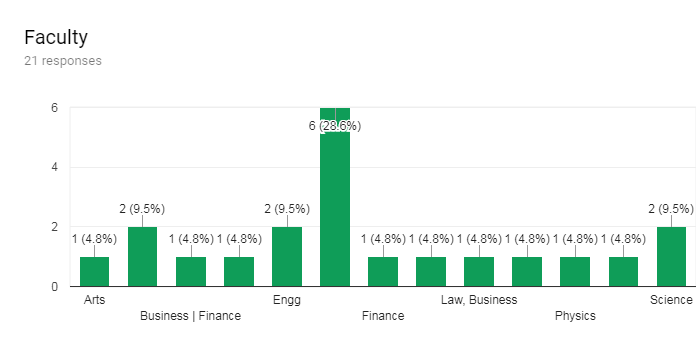 Faculty
21 responses
6
4
2
0
6 (28.6%)
2 (9.5%) 2 (9.5%) 2 (9.5%)
1 (4.8%) 1 (4.8%) 1 (4.8%) 1 (4.8%) 1 (4.8%) 1 (4.8%) 1 (4.8%) 1 (4.8%) 1 (4.8%)
Arts Engg Law, Business Science
Business | Finance Finance Physics